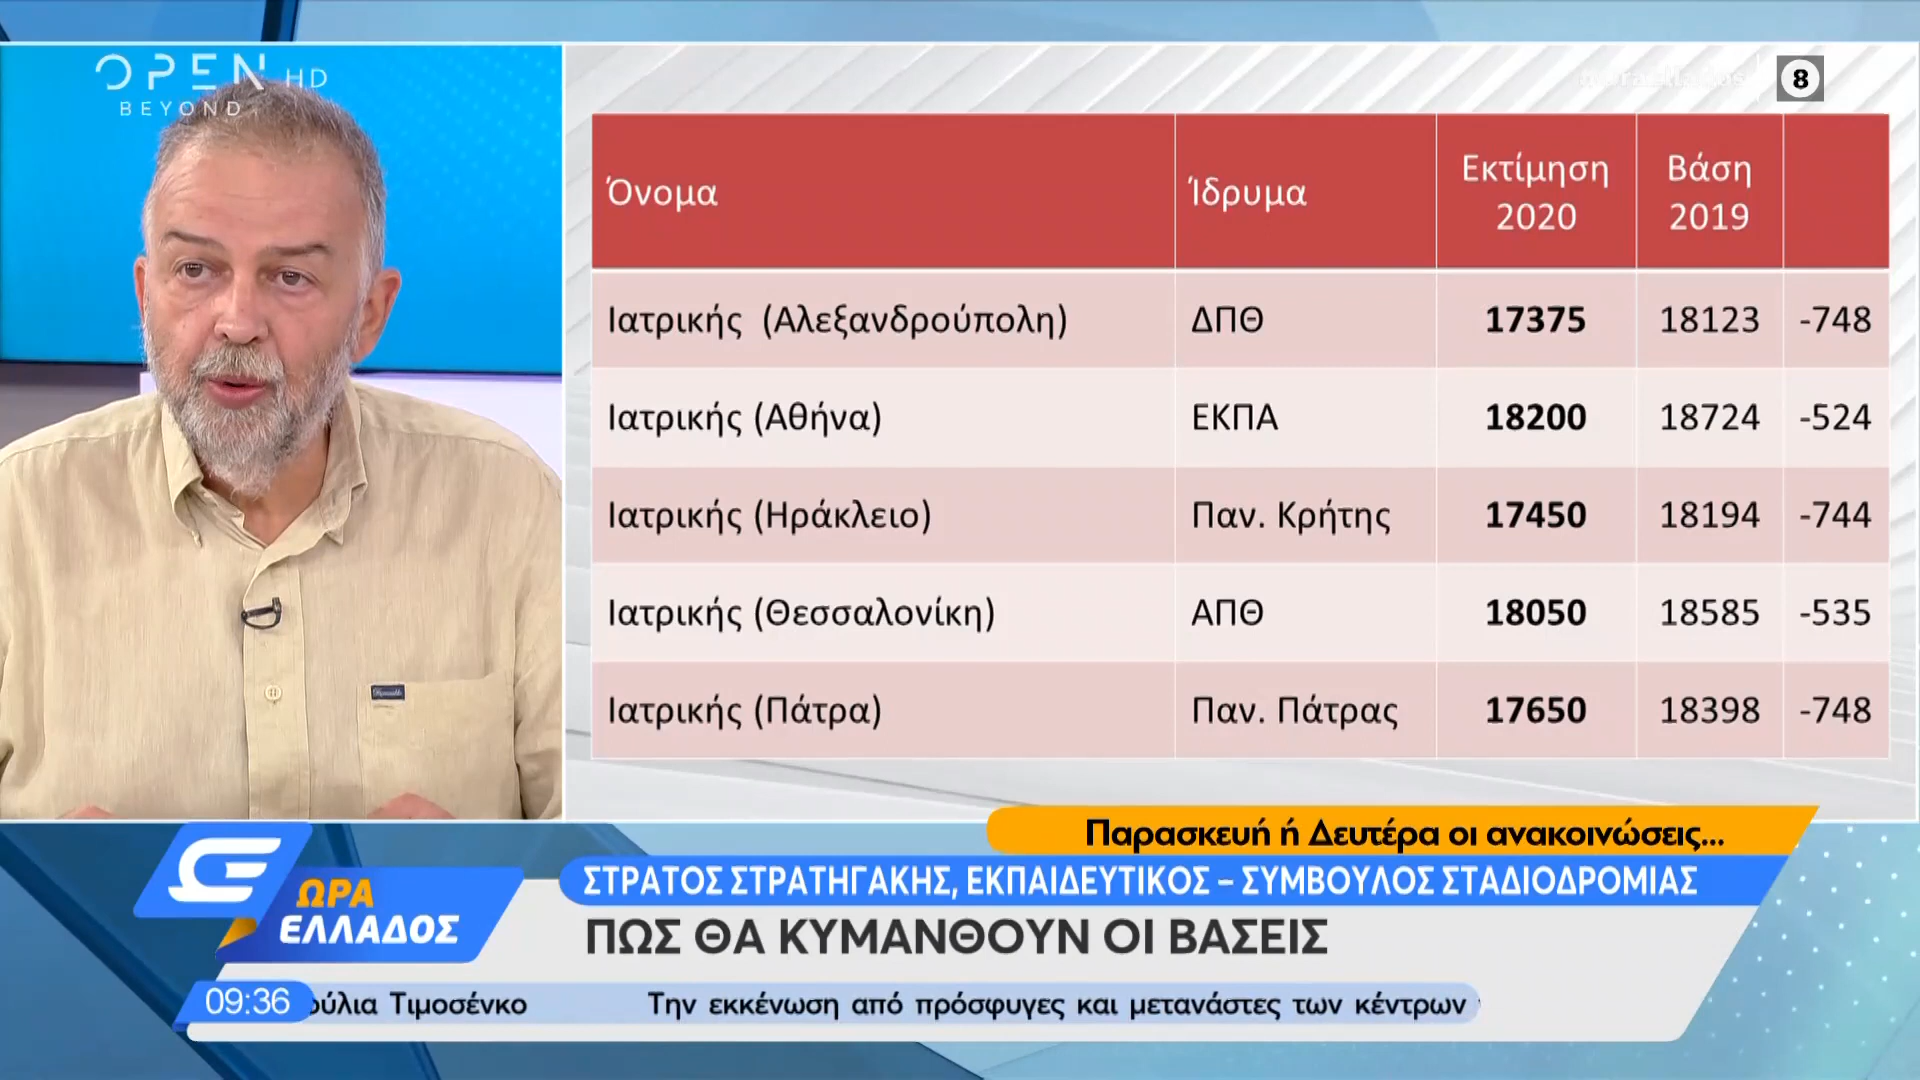 OPEN HD
BEYOND
8
Όνομα Ίδρυμα Εκτίμηση 2020 Βάση 2019
Ιατρικής (Αλεξανδρούπολη) ΔΠΘ 17375 18123 -748
Ιατρικής (Αθήνα) ΕΚΠΑ 18200 18724 -524
Ιατρικής (Ηράκλειο) Παν. Κρήτης 17450 18194 -744
Ιατρικής (Θεσσαλονίκη) ΑΠΘ 18050 18585 -535
Ιατρικής (Πάτρα) Παν. Πάτρας 17650 18398 -748
Παρασκευή ή Δευτέρα οι ανακοινώσεις...
ΣΤΡΑΤΟΣ ΣΤΡΑΤΗΓΑΚΗΣ, ΕΚΠΑΙΔΕΥΤΙΚΟΣ – ΣΥΜΒΟΥΛΟΣ ΣΤΑΔΙΟΔΡΟΜΙΑΣ
ΩΡΑ
ΕΛΛΑΔΟΣ
ΠΩΣ ΘΑ ΚΥΜΑΝΘΟΥΝ ΟΙ ΒΑΣΕΙΣ
09:36 ούλια Τιμοσένκο Την εκκένωση από πρόσφυγες και μετανάστες των κέντρων